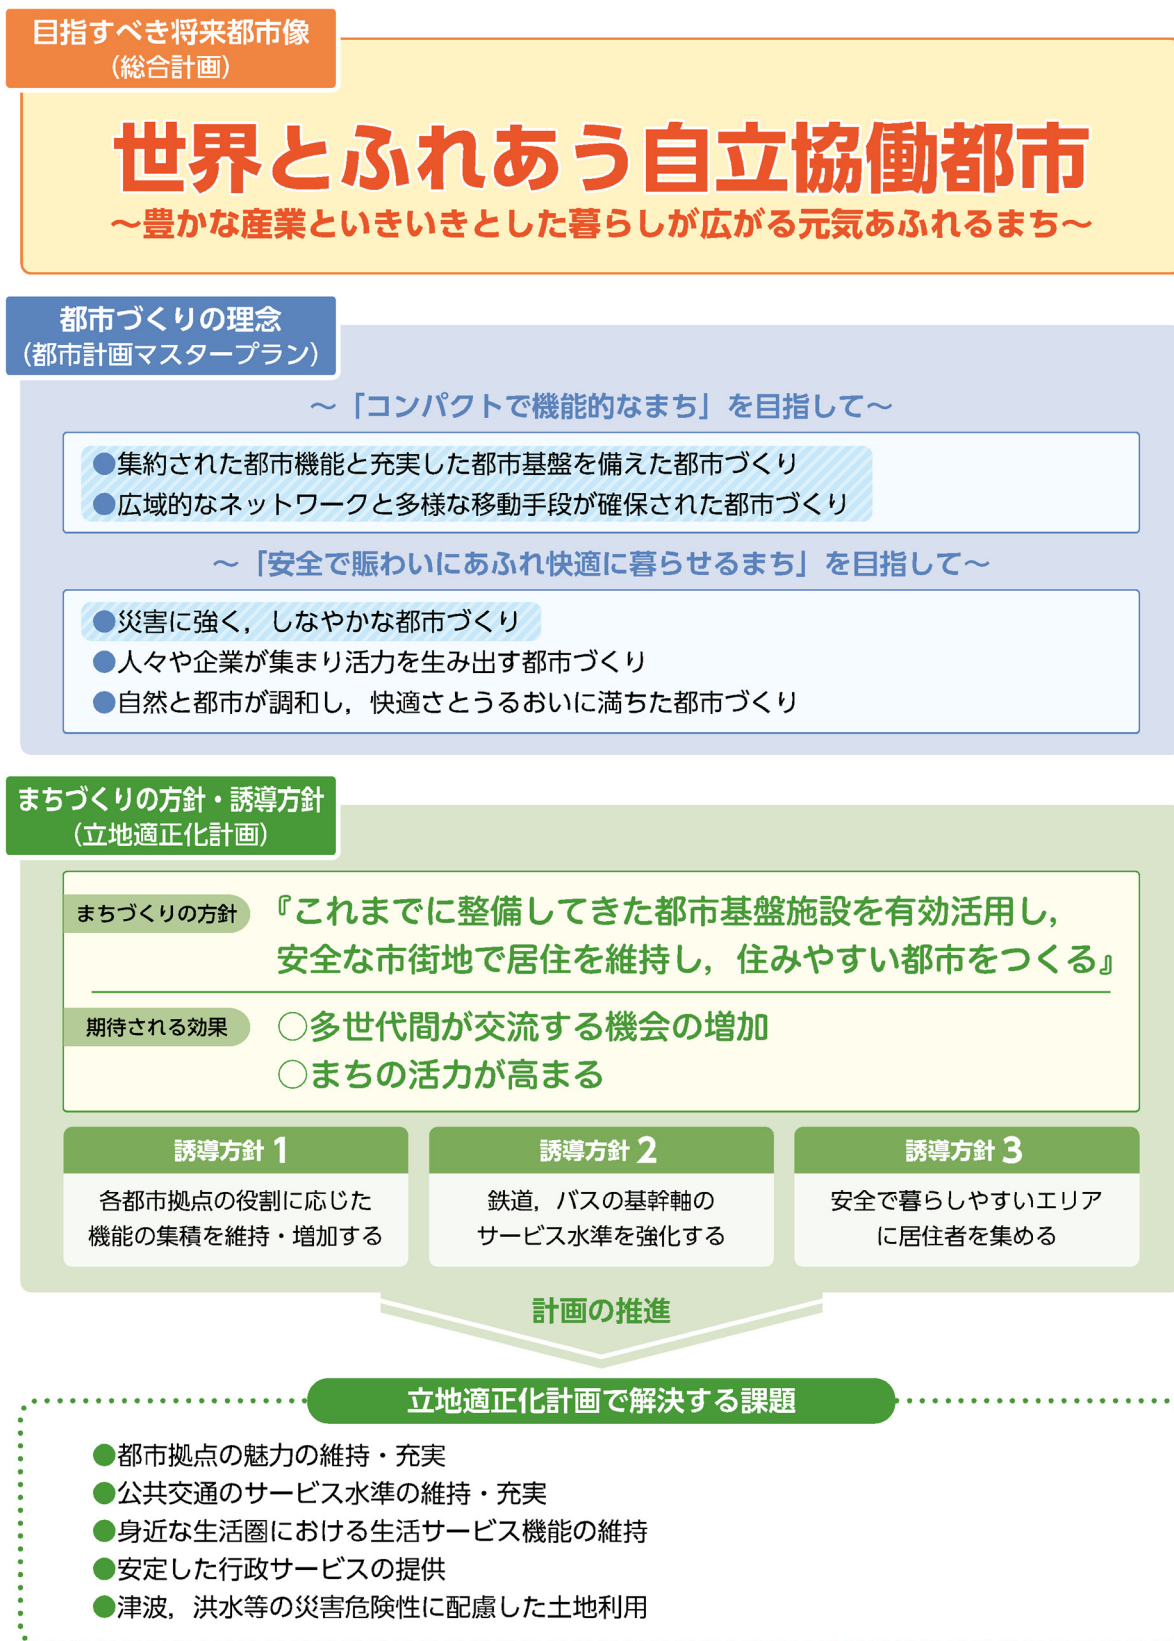 目指すべき将来都市像
（総合計画）
世界とふれあう自立協働都市
～豊かな産業といきいきとした暮らしが広がる元気あふれるまち～
都市づくりの理念
（都市計画マスタープラン）
～「コンパクトで機能的なまち」を目指して～
●集約された都市機能と充実した都市基盤を備えた都市づくり
●広域的なネットワークと多様な移動手段が確保された都市づくり
～「安全で賑わいにあふれ快適に暮らせるまち」を目指して～
●災害に強く，しなやかな都市づくり
●人々や企業が集まり活力を生み出す都市づくり
●自然と都市が調和し，快適さとうるおいに満ちた都市づくり
まちづくりの方針・誘導方針
（立地適正化計画）
まちづくりの方針
『これまでに整備してきた都市基盤施設を有効活用し，
安全な市街地で居住を維持し，住みやすい都市をつくる』
期待される効果
○多世代間が交流する機会の増加
○まちの活力が高まる
誘導方針 1
各都市拠点の役割に応じた
機能の集積を維持・増加する
誘導方針 2
鉄道，バスの基幹軸の
サービス水準を強化する
誘導方針 3
安全で暮らしやすいエリア
に居住者を集める
計画の推進
立地適正化計画で解決する課題
●都市拠点の魅力の維持・充実
●公共交通のサービス水準の維持・充実
●身近な生活圏における生活サービス機能の維持
●安定した行政サービスの提供
●津波，洪水等の災害危険性に配慮した土地利用